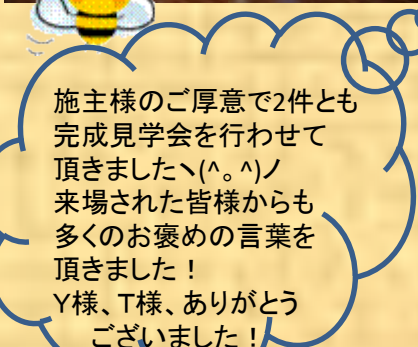 施主様のご厚意で2件とも
完成見学会を行わせて
頂きましたヽ(^。^)ノ
来場された皆様からも
多くのお褒めの言葉を
頂きました！
Y様、T様、ありがとう
ございました！